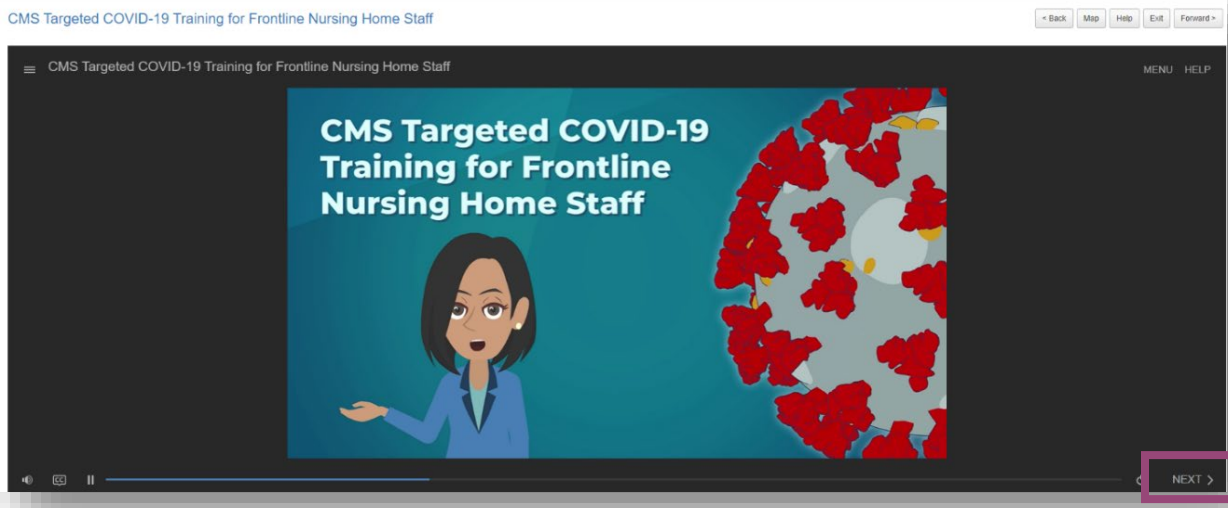 CMS Targeted COVID-19 Training for Frontline Nursing Home Staff
< Back Map Help Exit Forward >
CMS Targeted COVID-19 Training for Frontline Nursing Home Staff
MENU HELP
CMS Targeted COVID-19
Training for Frontline
Nursing Home Staff
CC
NEXT >